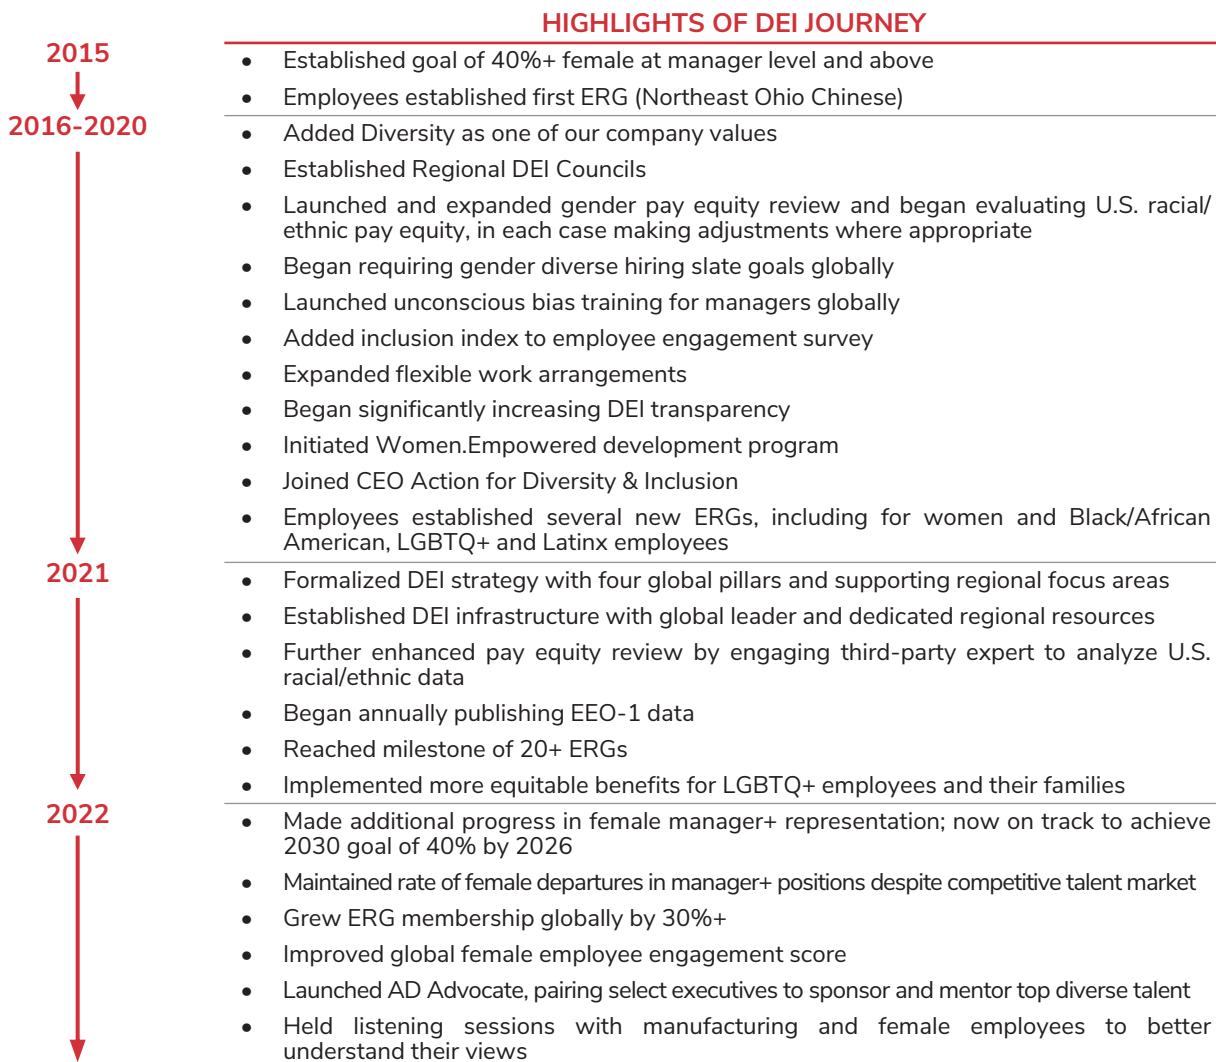 HIGHLIGHTS OF DEI JOURNEY
2015
• Established goal of 40%+ female at manager level and above
• Employees established first ERG (Northeast Ohio Chinese)
2016-2020
• Added Diversity as one of our company values
• Established Regional DEI Councils
• Launched and expanded gender pay equity review and began evaluating U.S. racial/
ethnic pay equity, in each case making adjustments where appropriate
• Began requiring gender diverse hiring slate goals globally
• Launched unconscious bias training for managers globally
• Added inclusion index to employee engagement survey
• Expanded flexible work arrangements
• Began significantly increasing DEI transparency
• Initiated Women.Empowered development program
• Joined CEO Action for Diversity & Inclusion
• Employees established several new ERGs, including for women and Black/African
American, LGBTQ+ and Latinx employees
2021
• Formalized DEI strategy with four global pillars and supporting regional focus areas
• Established DEI infrastructure with global leader and dedicated regional resources
• Further enhanced pay equity review by engaging third-party expert to analyze U.S.
racial/ethnic data
• Began annually publishing EEO-1 data
• Reached milestone of 20+ ERGs
• Implemented more equitable benefits for LGBTQ+ employees and their families
2022
• Made additional progress in female manager+ representation; now on track to achieve
2030 goal of 40% by 2026
• Maintained rate of female departures in manager+ positions despite competitive talent market
• Grew ERG membership globally by 30%+
• Improved global female employee engagement score
• Launched AD Advocate, pairing select executives to sponsor and mentor top diverse talent
• Held listening sessions with manufacturing and female employees to better
understand their views